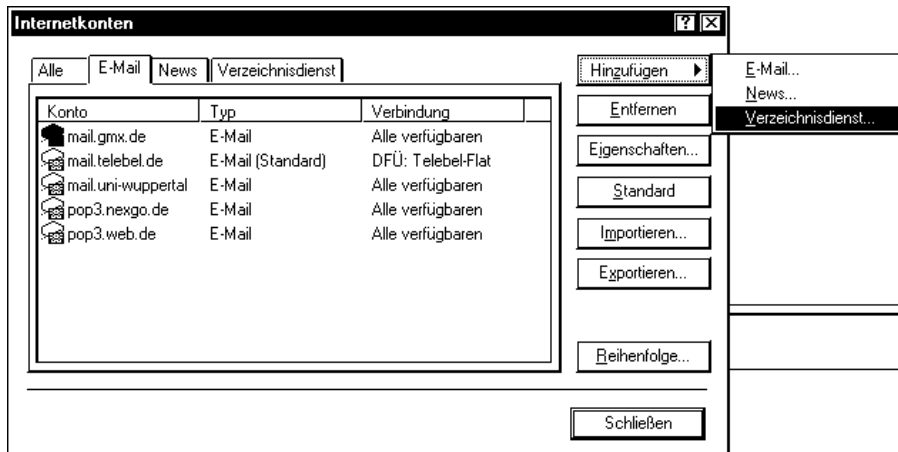 Internetkonten
Alle E-Mail News Verzeichnisdienst
Konto Typ Verbindung
mail.gmx.de E-Mail Alle verfügbaren
mail.telebel.de E-Mail (Standard) DFÜ: Telebel-Flat
mail.uni-wuppertal E-Mail Alle verfügbaren
pop3.nexgo.de E-Mail Alle verfügbaren
pop3.web.de E-Mail Alle verfügbaren
Hinzufügen
Entfernen
Eigenschaften...
Standard
Importieren...
Exportieren...
Reihenfolge...
Schließen
E-Mail...
News...
Verzeichnisdienst...